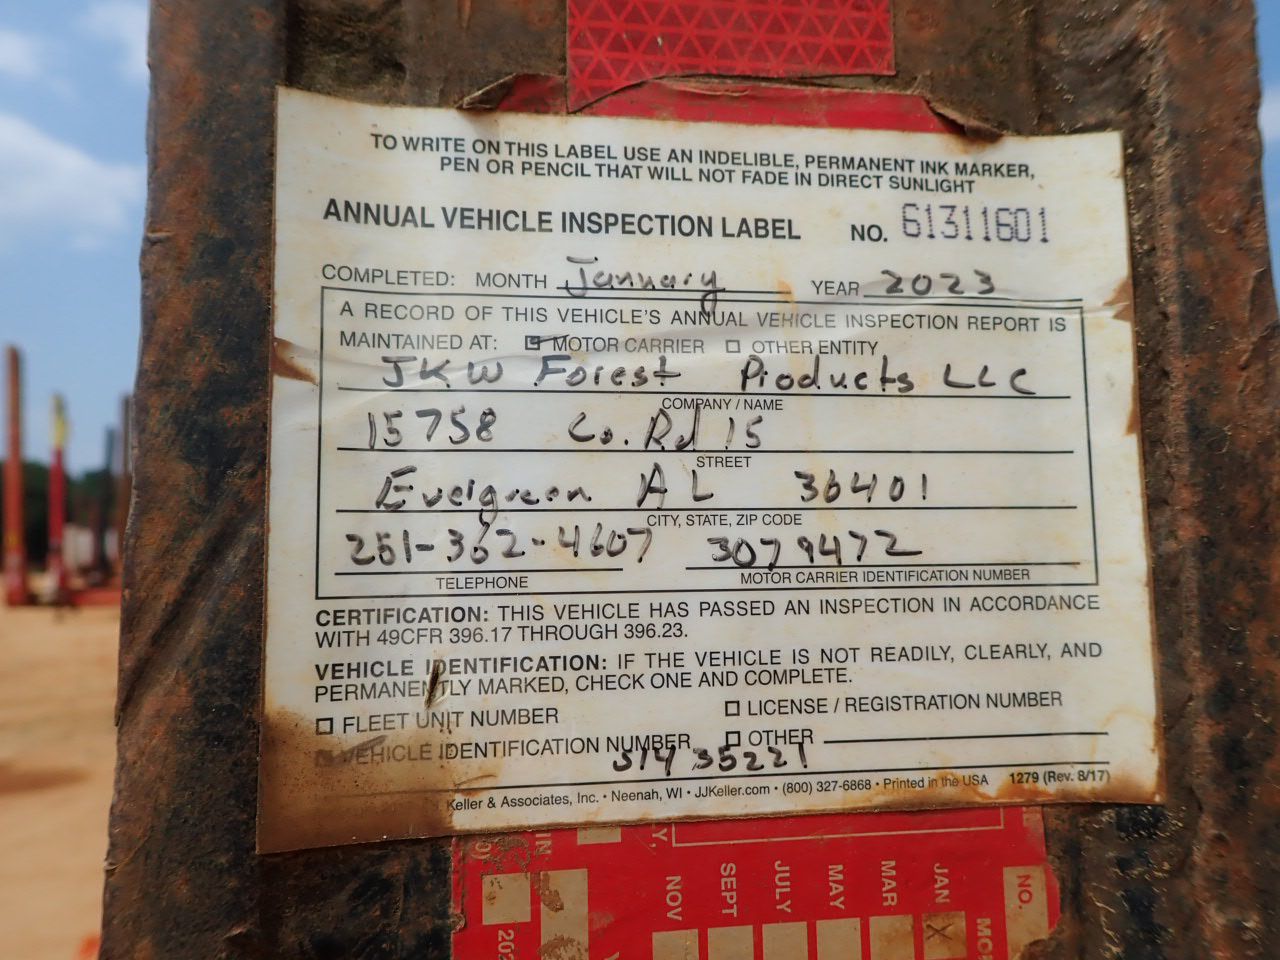 TO WRITE ON THIS LABEL USE AN INDELIBLE, PERMANENT INK MARKER,
PEN OR PENCIL THAT WILL NOT FADE IN DIRECT SUNLIGHT
ANNUAL VEHICLE INSPECTION LABEL NO. 61311601
COMPLETED: MONTH January YEAR 2023
A RECORD OF THIS VEHICLE'S ANNUAL VEHICLE INSPECTION REPORT IS
MAINTAINED AT: MOTOR CARRIER OTHER ENTITY
JKW Forest Products LLC
COMPANY / NAME
15758 Co. Rd 15
STREET
Evergreen AL 36401
CITY, STATE, ZIP CODE
251-362-4607 3079472
TELEPHONE MOTOR CARRIER IDENTIFICATION NUMBER
CERTIFICATION: THIS VEHICLE HAS PASSED AN INSPECTION IN ACCORDANCE
WITH 49CFR 396.17 THROUGH 396.23.
VEHICLE IDENTIFICATION: IF THE VEHICLE IS NOT READILY, CLEARLY, AND
PERMANENTLY MARKED, CHECK ONE AND COMPLETE.
FLEET UNIT NUMBER LICENSE / REGISTRATION NUMBER
VEHICLE IDENTIFICATION NUMBER OTHER
Keller & Associates, Inc. • Neenah, WI • JJKeller.com • (800) 327-6868 • Printed in the USA 1279 (Rev. 8/17)
NOV SEPT JULY MAY MAR JAN NO.
X